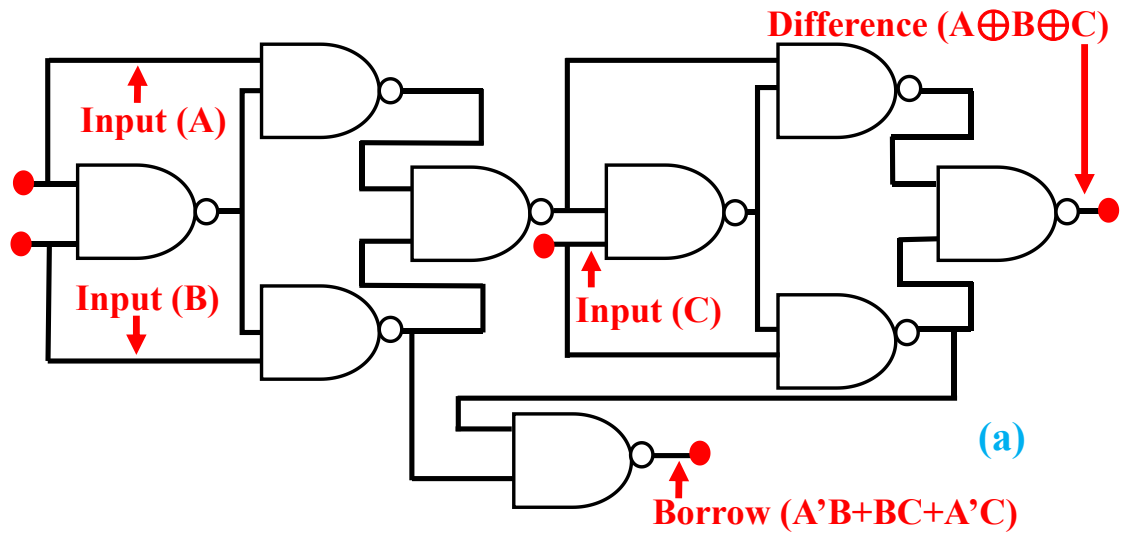 Difference (A⊕B⊕C)
Input (A)
Input (B)
Input (C)
(a)
Borrow (A’B+BC+A’C)